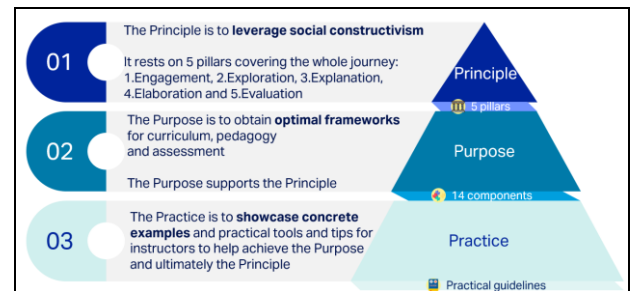 01
The Principle is to leverage social constructivism
It rests on 5 pillars covering the whole journey:
1.Engagement, 2.Exploration, 3.Explanation,
4.Elaboration and 5.Evaluation
Principle
5 pillars
02
The Purpose is to obtain optimal frameworks
for curriculum, pedagogy
and assessment
The Purpose supports the Principle
Purpose
14 components
03
The Practice is to showcase concrete
examples and practical tools and tips for
instructors to help achieve the Purpose
and ultimately the Principle
Practice
Practical guidelines